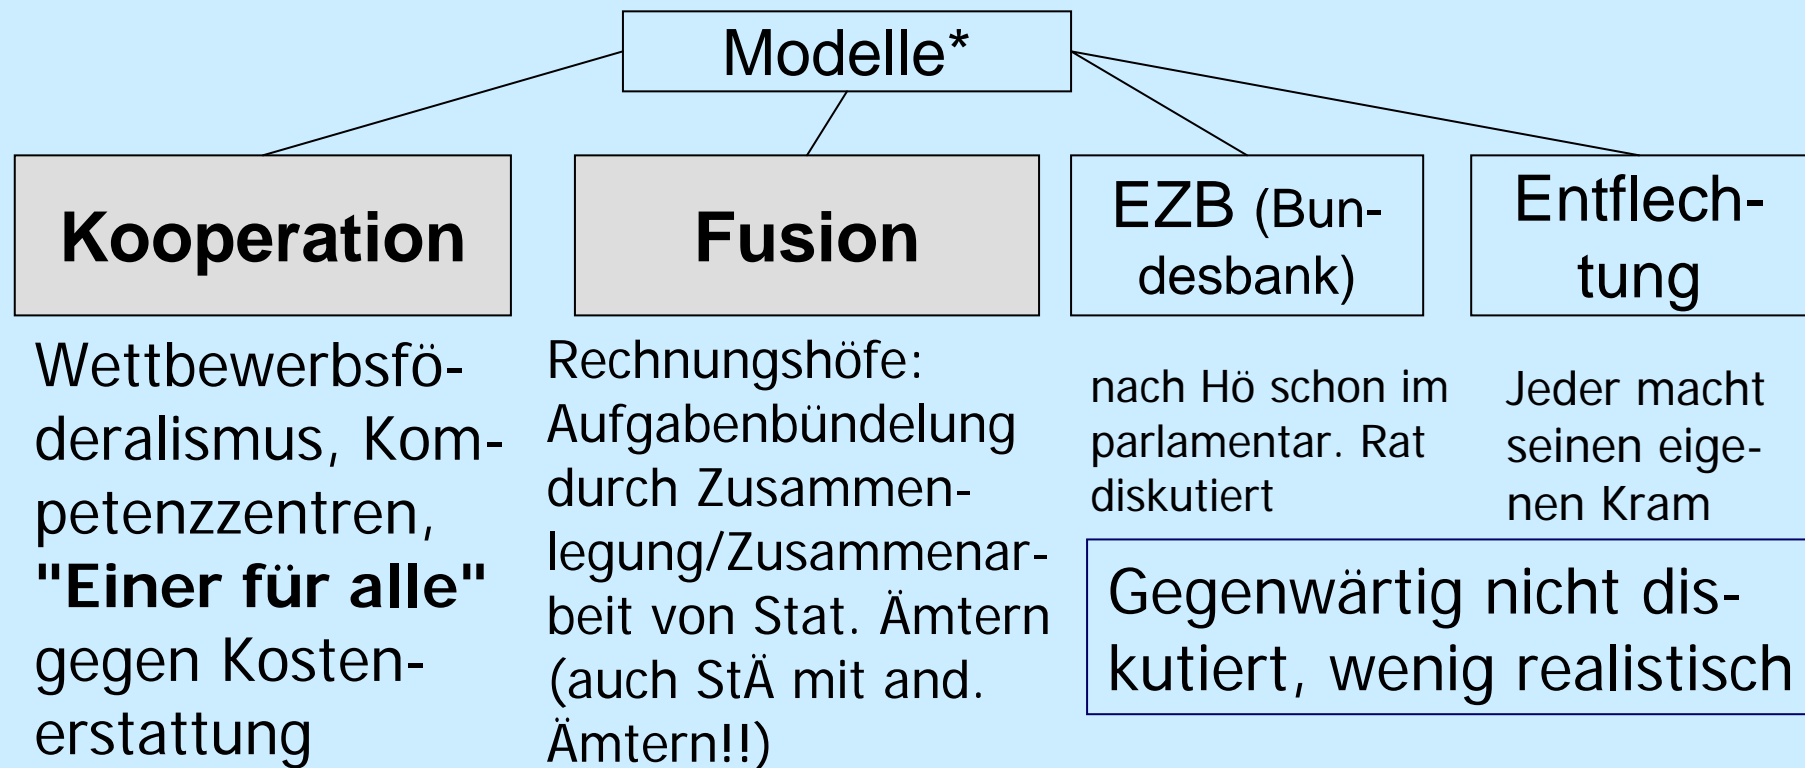 Modelle*
Kooperation
Wettbewerbsfö-
deralismus, Kom-
petenzzentren,
"Einer für alle"
gegen Kosten-
erstattung
Fusion
Rechnungshöfe:
Aufgabenbündelung
durch Zusammen-
legung/Zusammenar-
beit von Stat. Ämtern
(auch StÄ mit and.
Ämtern!!)
EZB (Bun-
desbank)
nach Hö schon im
parlamentar. Rat
diskutiert
Entflech-
tung
Jeder macht
seinen eige-
nen Kram
Gegenwärtig nicht dis-
kutiert, wenig realistisch